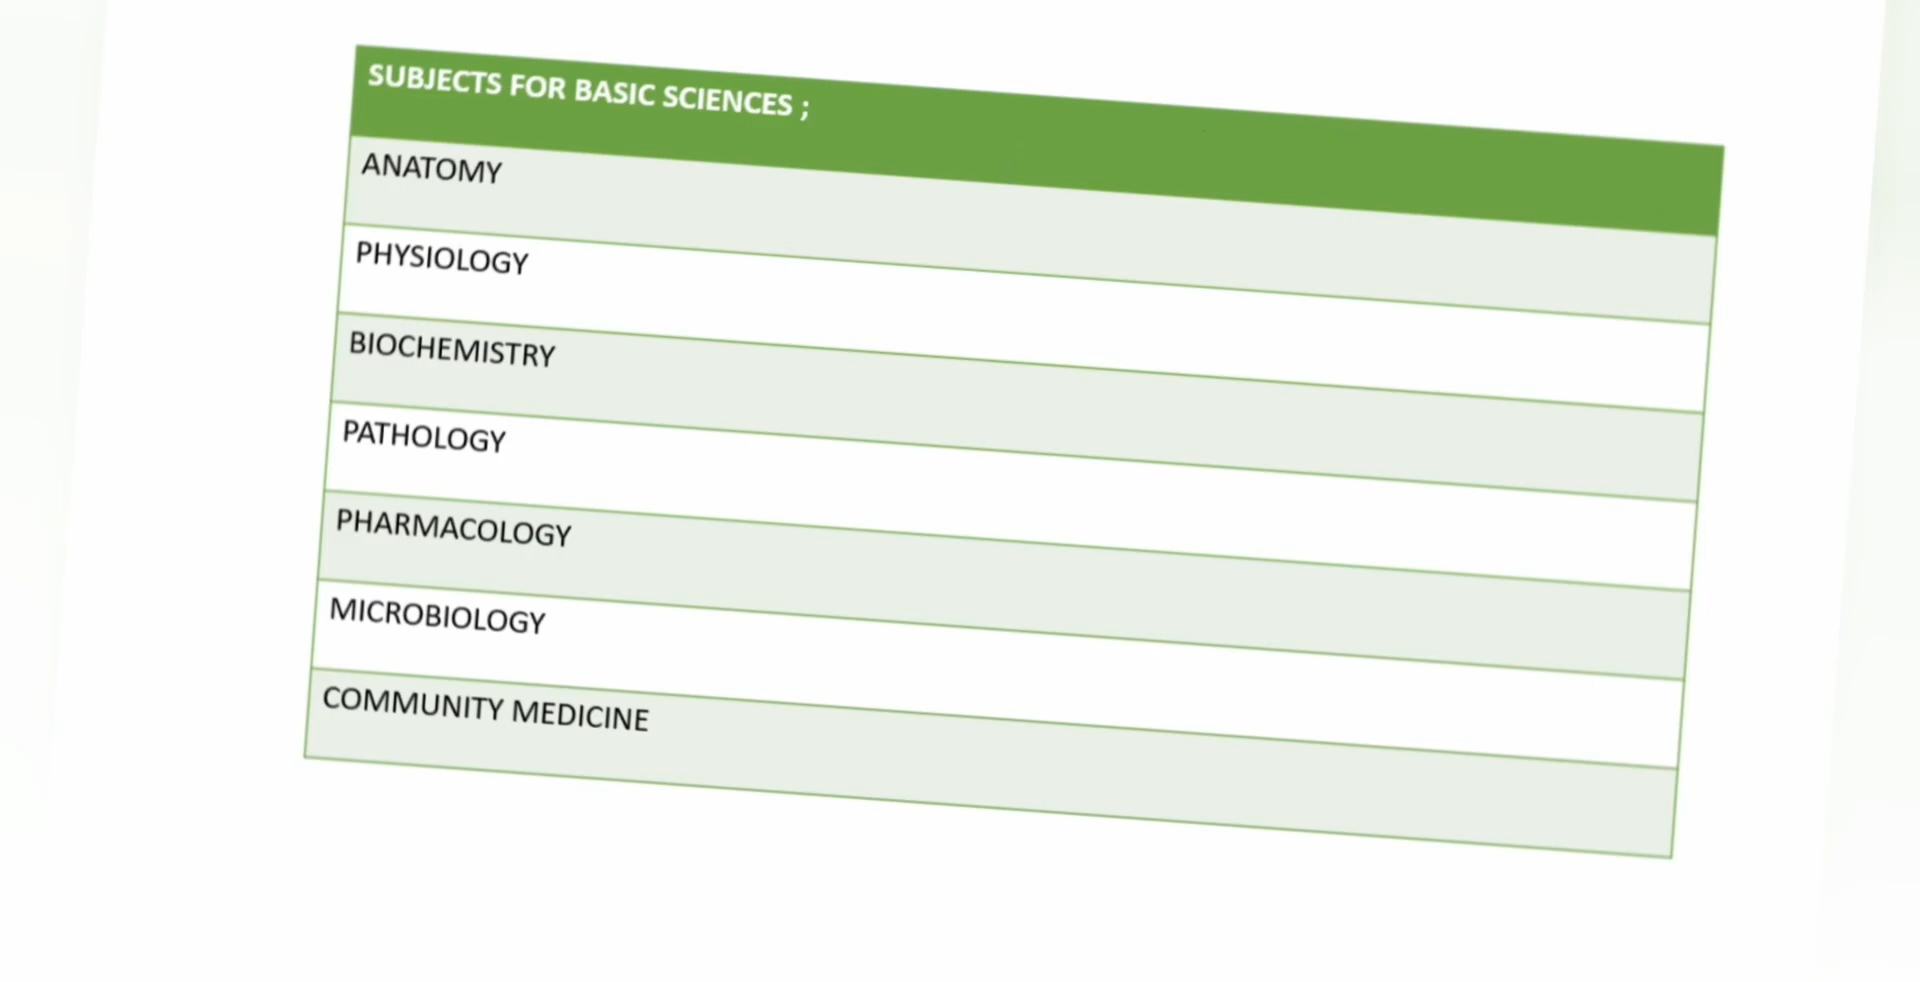 SUBJECTS FOR BASIC SCIENCES ;
ANATOMY
PHYSIOLOGY
BIOCHEMISTRY
PATHOLOGY
PHARMACOLOGY
MICROBIOLOGY
COMMUNITY MEDICINE